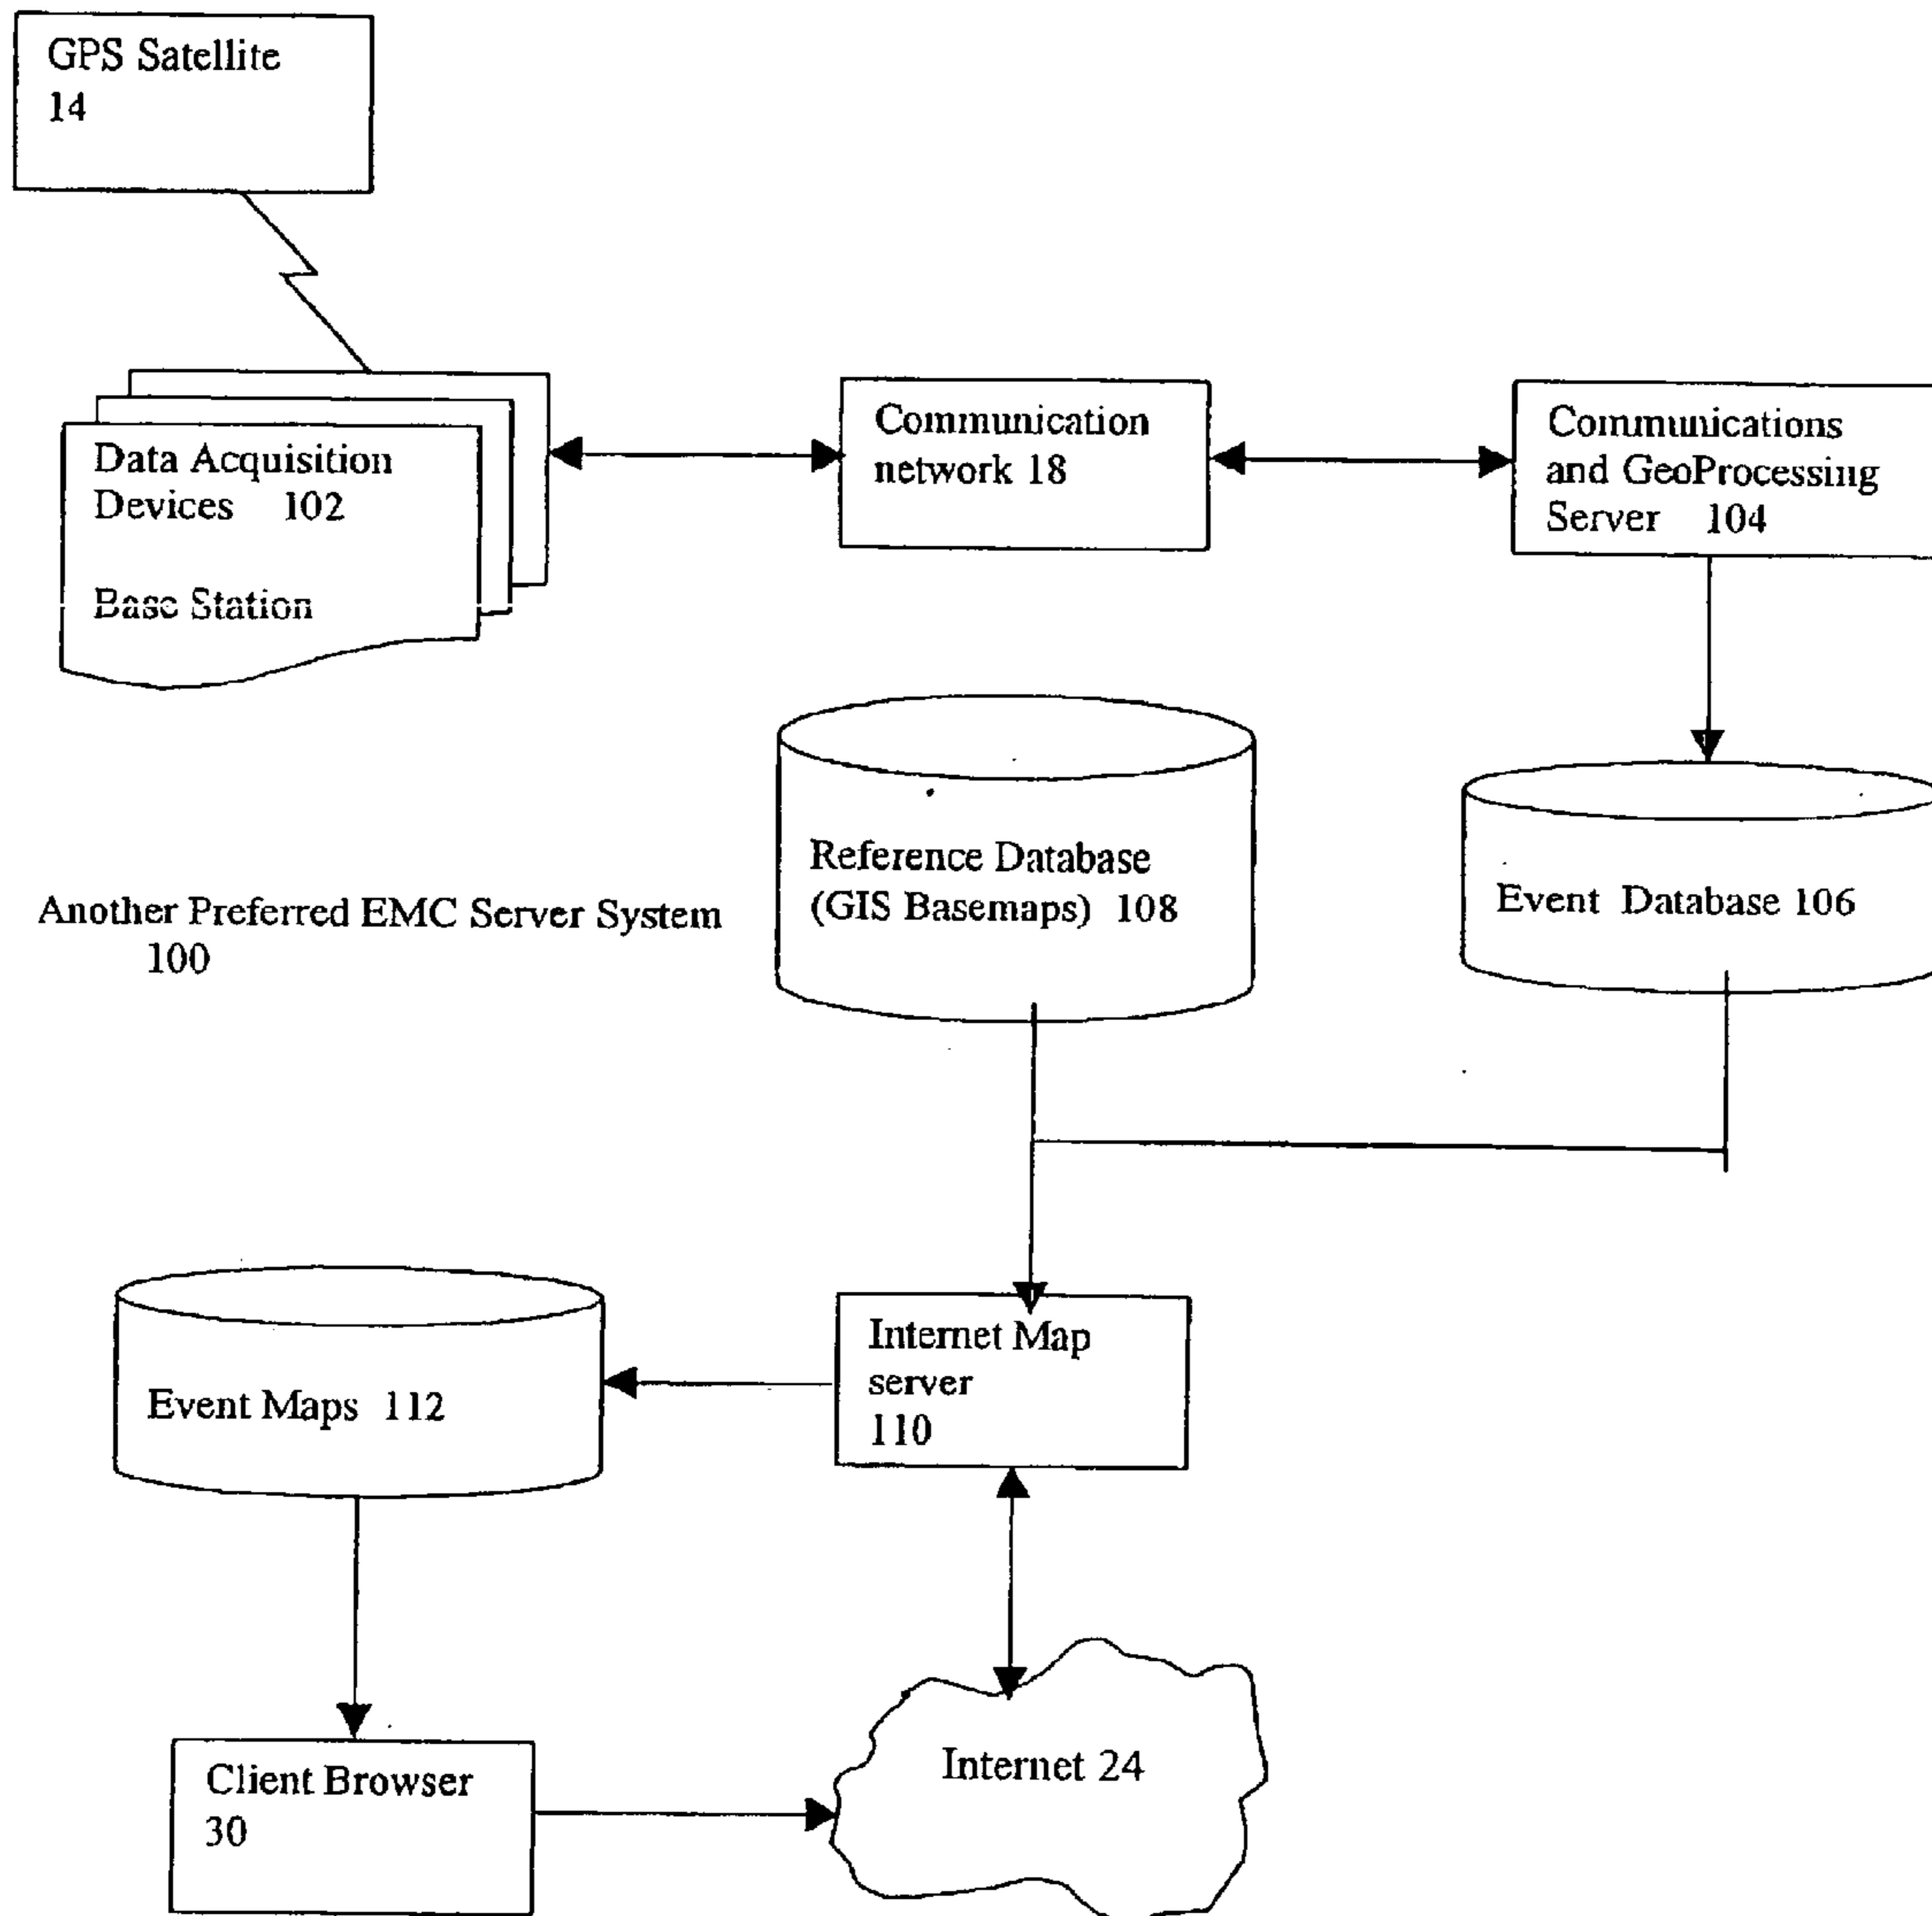 GPS Satellite
14
Data Acquisition
Devices 102
Base Station
Communication
network 18
Communications
and GeoProcessing
Server 104
Reference Database
(GIS Basemaps) 108
Event Database 106
Another Preferred EMC Server System
100
Event Maps 112
Internet Map
server
110
Client Browser
30
Internet 24